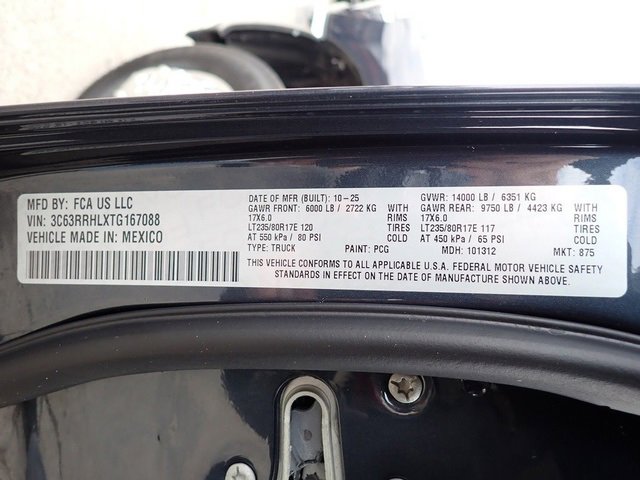 MFD BY: FCA US LLC
VIN: 3C63RRHLXTG167088
VEHICLE MADE IN: MEXICO
DATE OF MFR (BUILT): 10-25
GAWR FRONT: 6000 LB / 2722 KG WITH
17X6.0 RIMS
LT235/80R17E 120 TIRES
AT 550 kPa / 80 PSI COLD
TYPE: TRUCK PAINT: PCG
GVWR: 14000 LB / 6351 KG
GAWR REAR: 9750 LB / 4423 KG WITH
17X6.0 RIMS
LT235/80R17E 117 TIRES
AT 450 kPa / 65 PSI COLD
MDH: 101312 MKT: 875
THIS VEHICLE CONFORMS TO ALL APPLICABLE U.S.A. FEDERAL MOTOR VEHICLE SAFETY
STANDARDS IN EFFECT ON THE DATE OF MANUFACTURE SHOWN ABOVE.